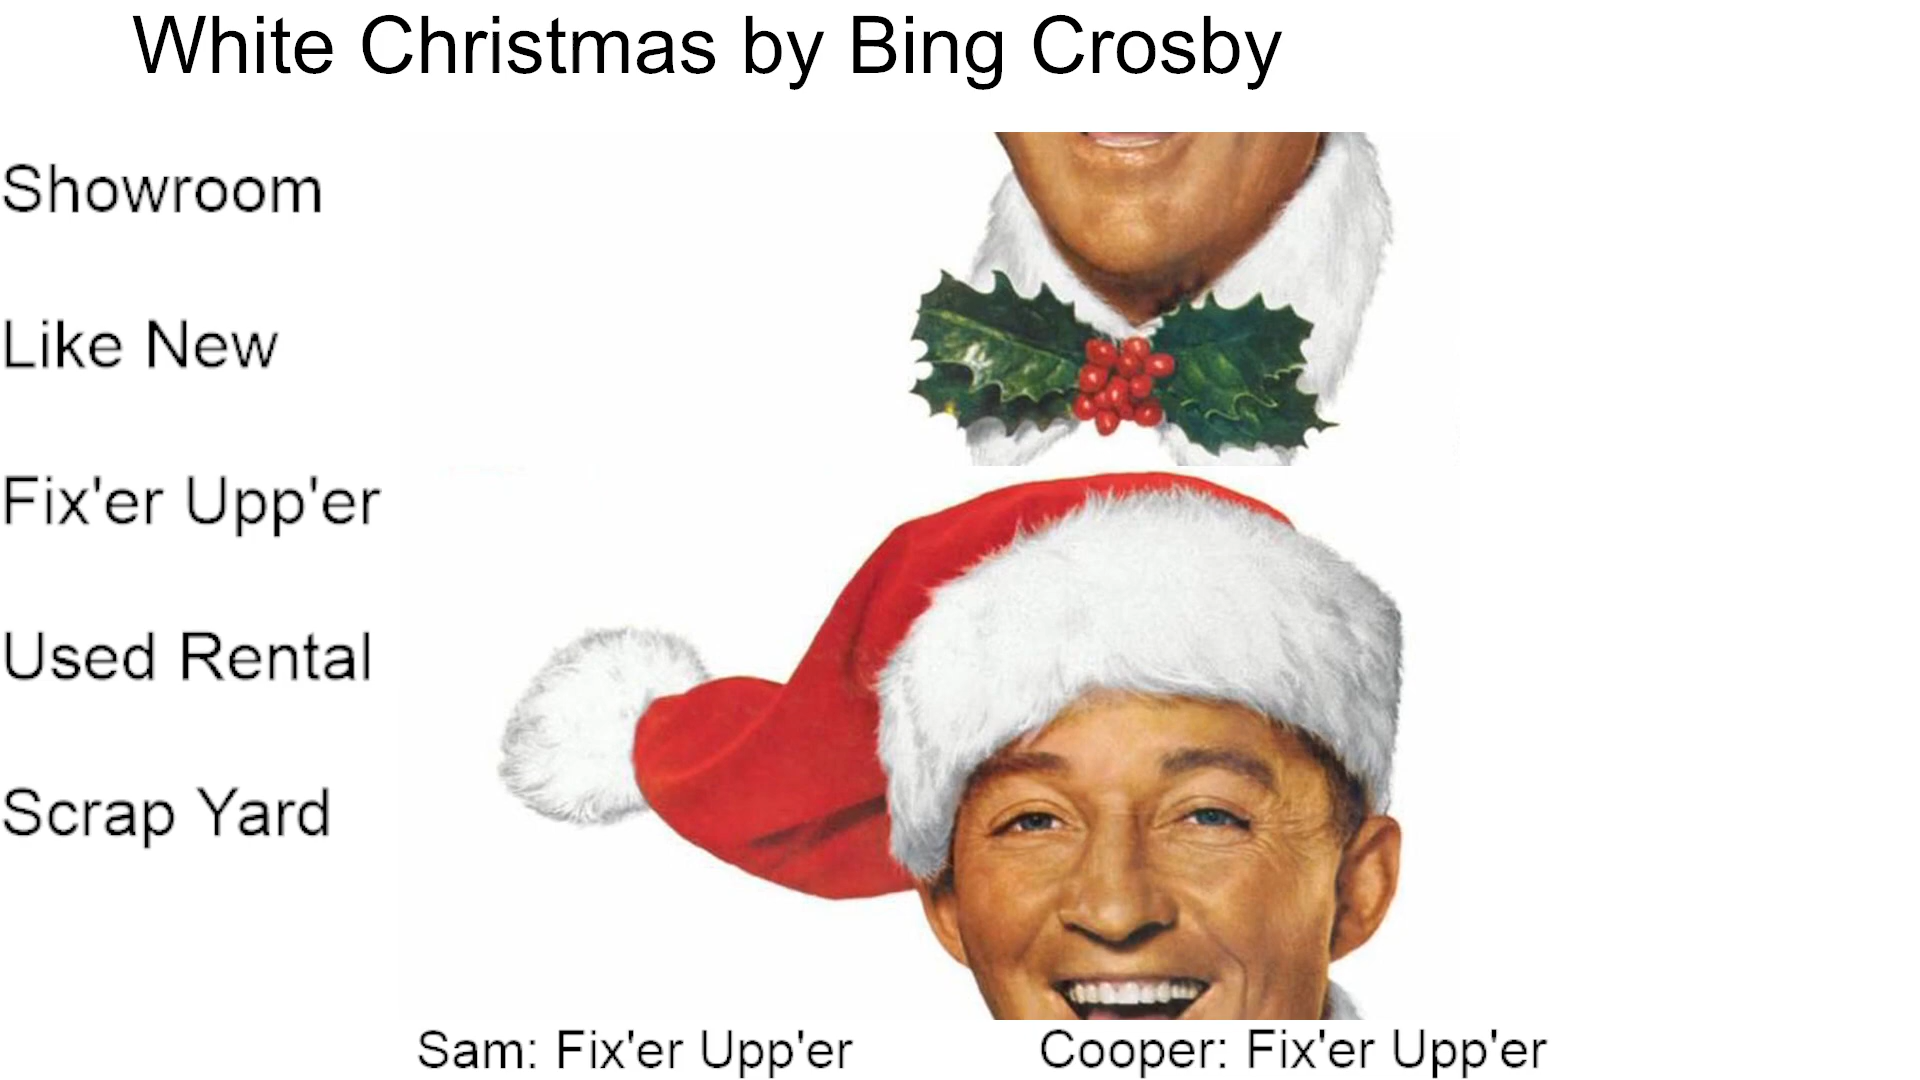 White Christmas by Bing Crosby
Showroom
Like New
Fix'er Upp'er
Used Rental
Scrap Yard
Sam: Fix'er Upp'er
Cooper: Fix'er Upp'er